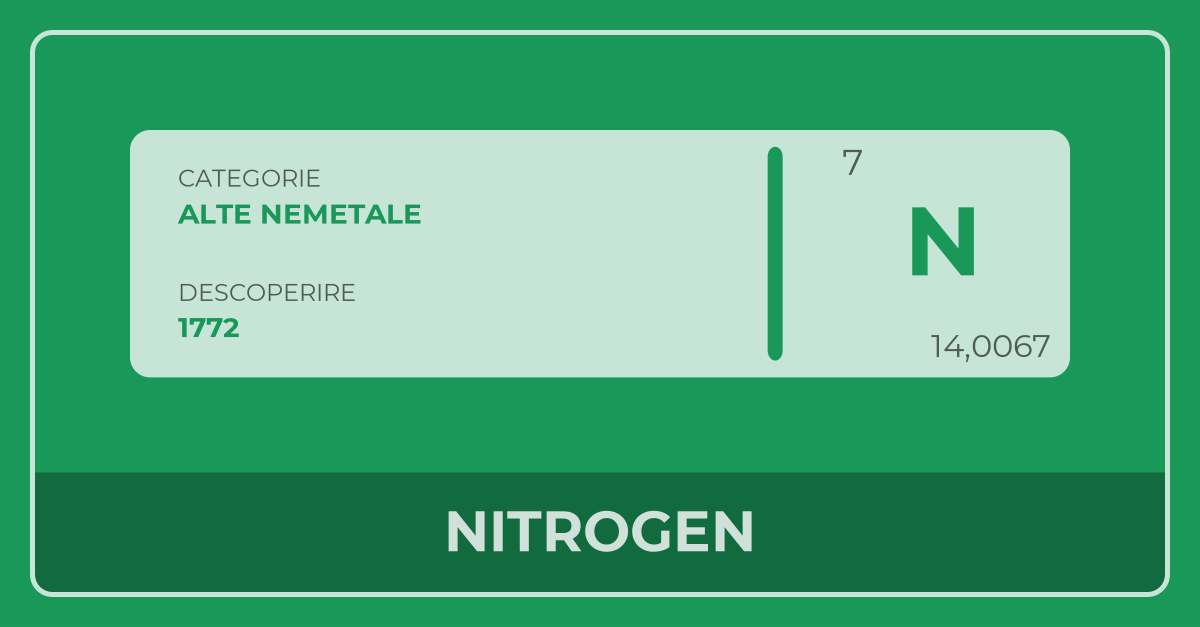 CATEGORIE
ALTE NEMETALE
DESCOPERIRE
1772
7
N
14,0067
NITROGEN